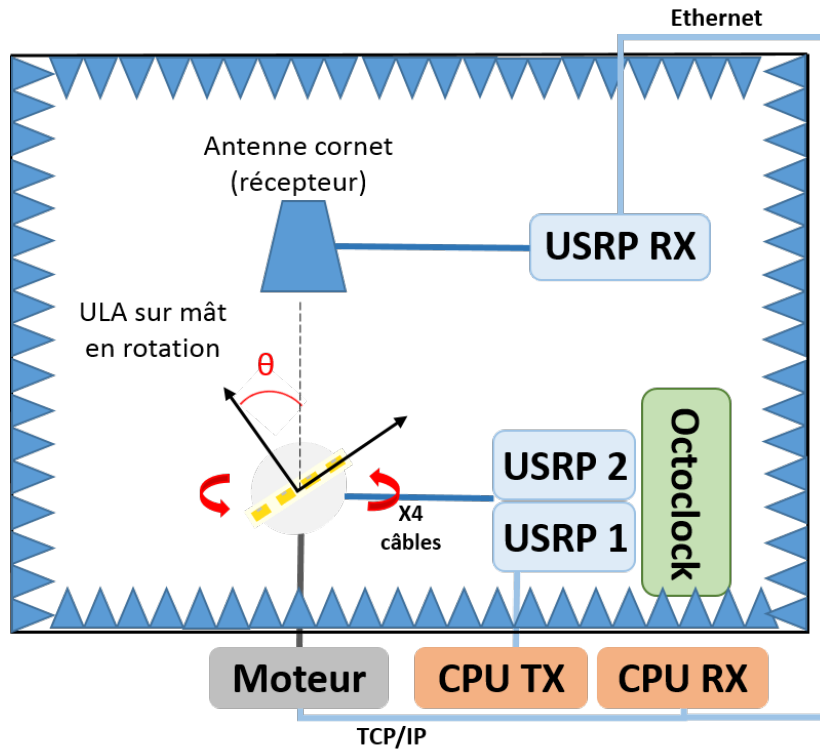 Ethernet
Antenne cornet
(récepteur)
USRP RX
ULA sur mât
en rotation
θ
Octoclock
USRP 2
X4
câbles
USRP 1
Moteur
CPU TX
CPU RX
TCP/IP